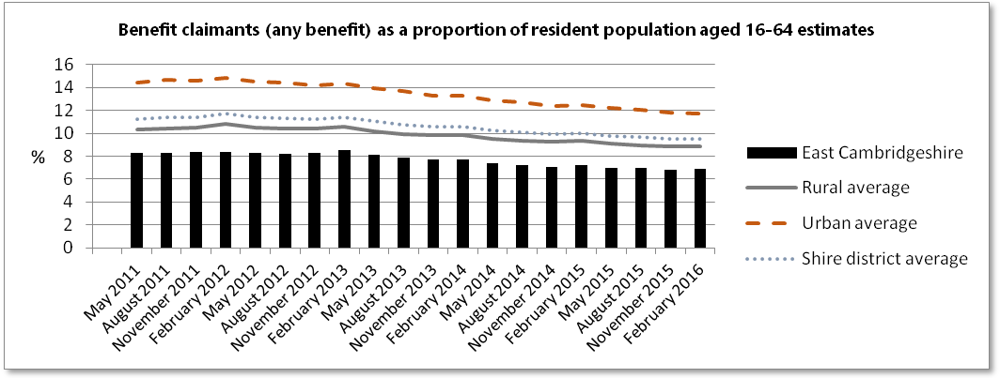 Benefit claimants (any benefit) as a proportion of resident population aged 16-64 estimates
16
14
12
10
8
6
4
2
0
%
May 2011
August 2011
November 2011
February 2012
May 2012
August 2012
November 2012
February 2013
May 2013
August 2013
November 2013
February 2014
May 2014
August 2014
November 2014
February 2015
May 2015
August 2015
November 2015
February 2016
East Cambridgeshire
Rural average
Urban average
Shire district average